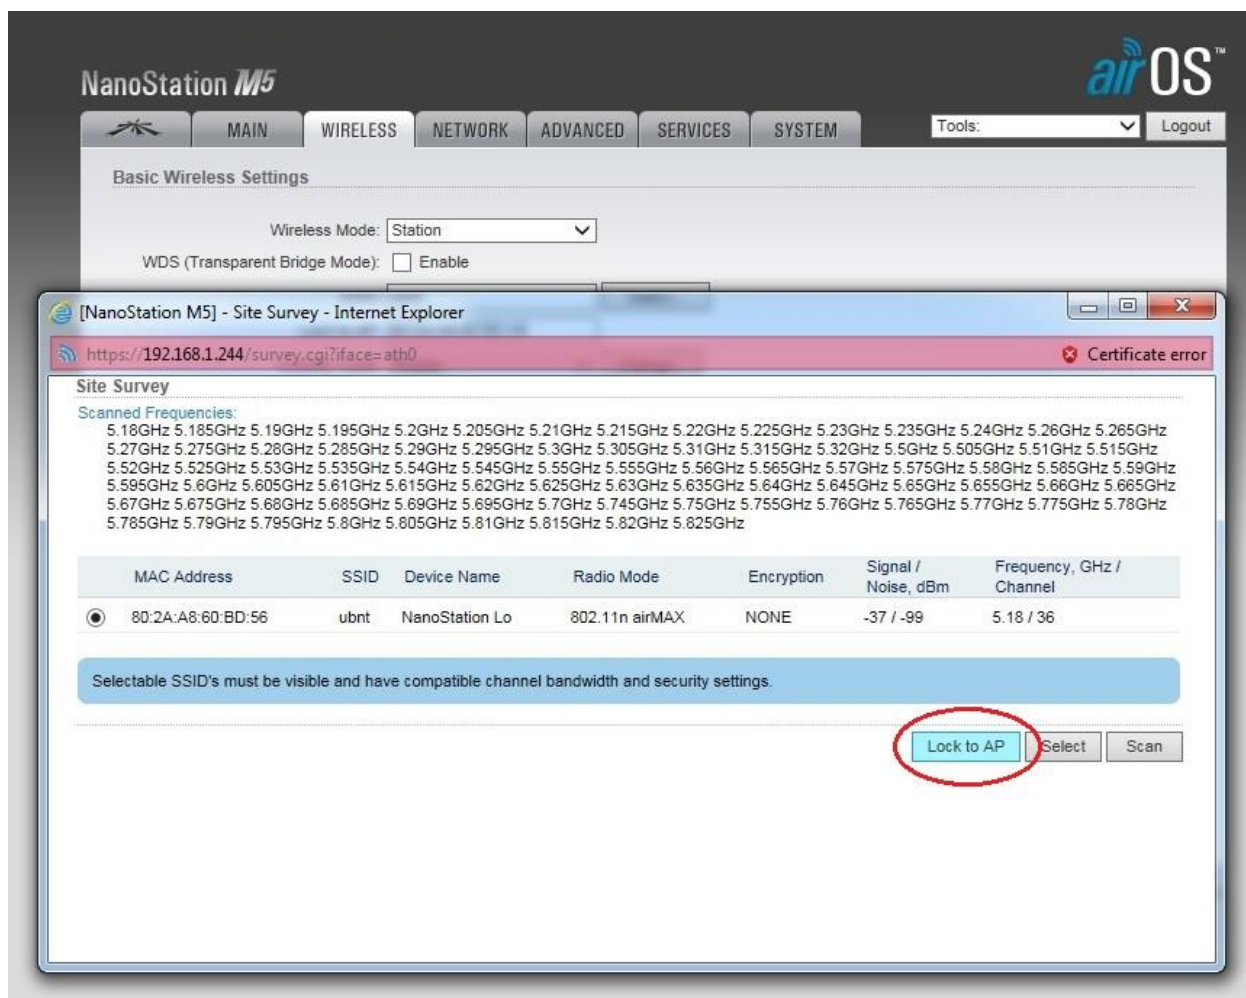 airOS™
NanoStation M5
MAIN WIRELESS NETWORK ADVANCED SERVICES SYSTEM Tools: Logout
Basic Wireless Settings
Wireless Mode: Station
WDS (Transparent Bridge Mode): Enable
[NanoStation M5] - Site Survey - Internet Explorer
https://192.168.1.244/survey.cgi?iface=ath0 Certificate error
Site Survey
Scanned Frequencies:
5.18GHz 5.185GHz 5.19GHz 5.195GHz 5.2GHz 5.205GHz 5.21GHz 5.215GHz 5.22GHz 5.225GHz 5.23GHz 5.235GHz 5.24GHz 5.26GHz 5.265GHz
5.27GHz 5.275GHz 5.28GHz 5.285GHz 5.29GHz 5.295GHz 5.3GHz 5.305GHz 5.31GHz 5.315GHz 5.32GHz 5.5GHz 5.505GHz 5.51GHz 5.515GHz
5.52GHz 5.525GHz 5.53GHz 5.535GHz 5.54GHz 5.545GHz 5.55GHz 5.555GHz 5.56GHz 5.565GHz 5.57GHz 5.575GHz 5.58GHz 5.585GHz 5.59GHz
5.595GHz 5.6GHz 5.605GHz 5.61GHz 5.615GHz 5.62GHz 5.625GHz 5.63GHz 5.635GHz 5.64GHz 5.645GHz 5.65GHz 5.655GHz 5.66GHz 5.665GHz
5.67GHz 5.675GHz 5.68GHz 5.685GHz 5.69GHz 5.695GHz 5.7GHz 5.745GHz 5.75GHz 5.755GHz 5.76GHz 5.765GHz 5.77GHz 5.775GHz 5.78GHz
5.785GHz 5.79GHz 5.795GHz 5.8GHz 5.805GHz 5.81GHz 5.815GHz 5.82GHz 5.825GHz
MAC Address SSID Device Name Radio Mode Encryption Signal / Noise, dBm Frequency, GHz / Channel
80:2A:A8:60:BD:56 ubnt NanoStation Lo 802.11n airMAX NONE -37 / -99 5.18 / 36
Selectable SSID's must be visible and have compatible channel bandwidth and security settings.
Lock to AP Select Scan